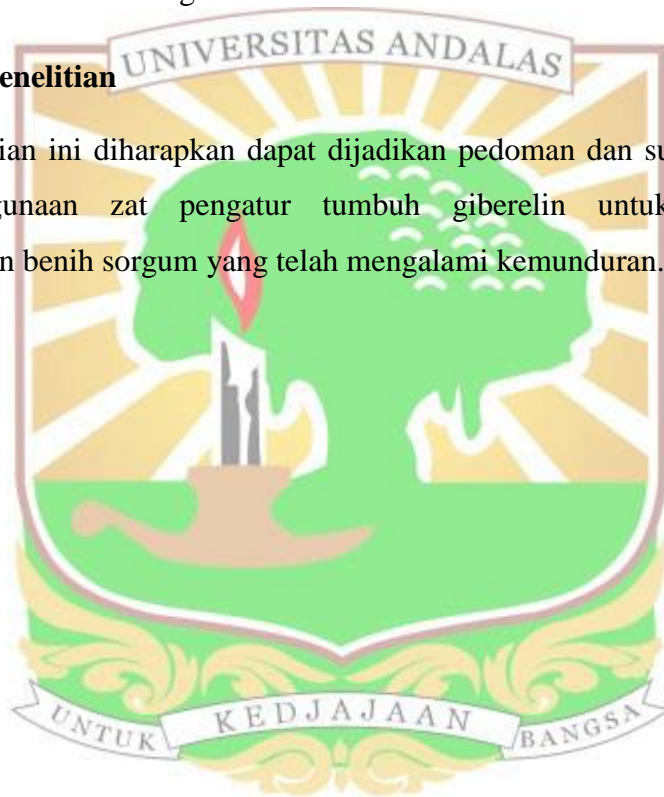 UNIVERSITAS ANDALAS
enelitian
ian ini diharapkan dapat dijadikan pedoman dan su
gunaan zat pengatur tumbuh giberelin untuk
n benih sorgum yang telah mengalami kemunduran.
UNTUK KEDJAJAAN BANGSA